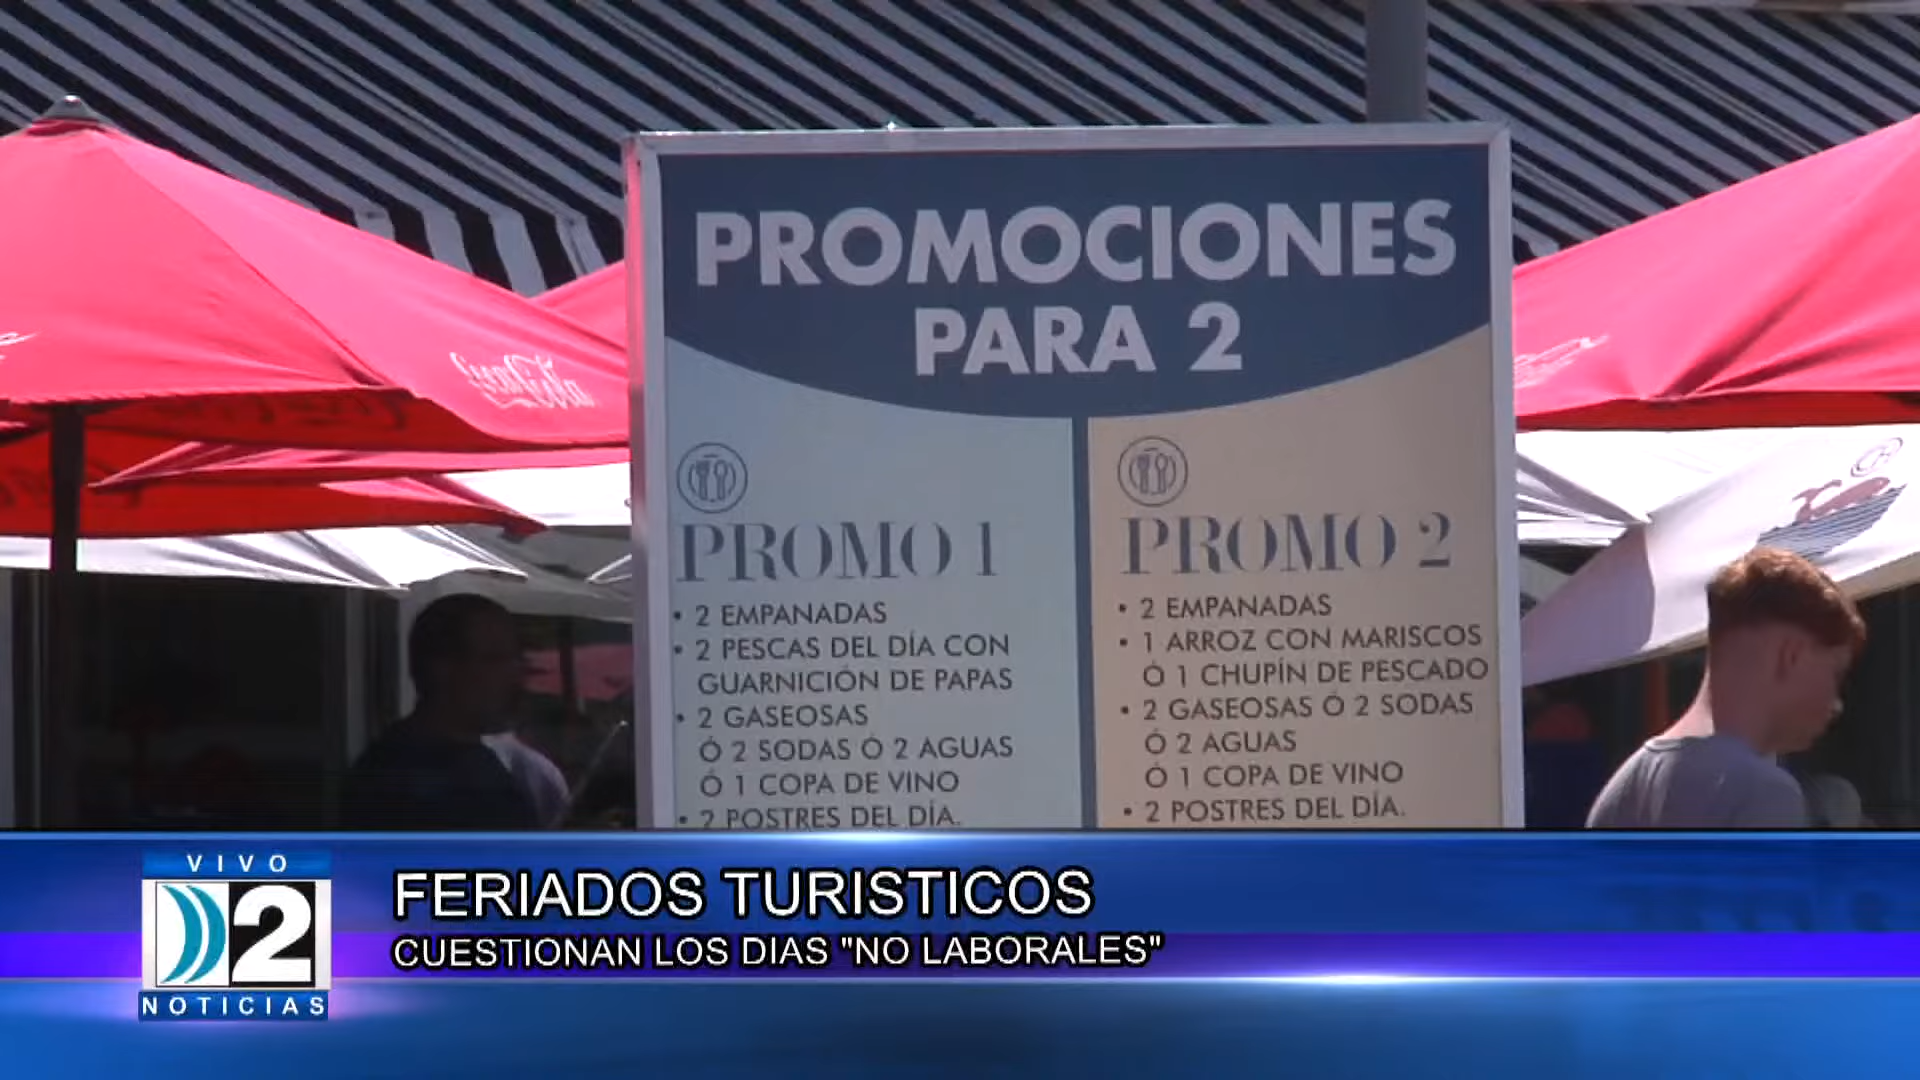 PROMOCIONES
PARA 2
PROMO 1
• 2 EMPANADAS
• 2 PESCAS DEL DÍA CON
GUARNICIÓN DE PAPAS
• 2 GASEOSAS
Ó 2 SODAS Ó 2 AGUAS
Ó 1 COPA DE VINO
• 2 POSTRES DEL DÍA.
PROMO 2
• 2 EMPANADAS
• 1 ARROZ CON MARISCOS
Ó 1 CHUPÍN DE PESCADO
• 2 GASEOSAS Ó 2 SODAS
Ó 2 AGUAS
Ó 1 COPA DE VINO
• 2 POSTRES DEL DÍA.
Coca-Cola
CH
VIVO
2
NOTICIAS
FERIADOS TURISTICOS
CUESTIONAN LOS DIAS "NO LABORALES"